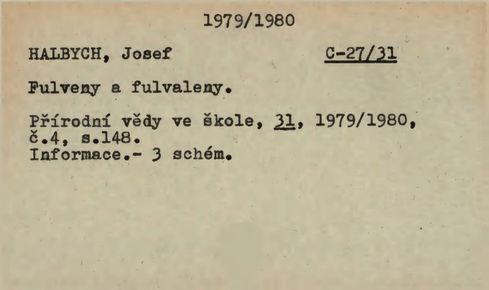 1979/1980
HALBYCH, Josef C-27/31
Fulveny a fulvaleny.
Přírodní vědy ve škole, 31, 1979/1980,
č.4, s.148.
Informace.- 3 schém.